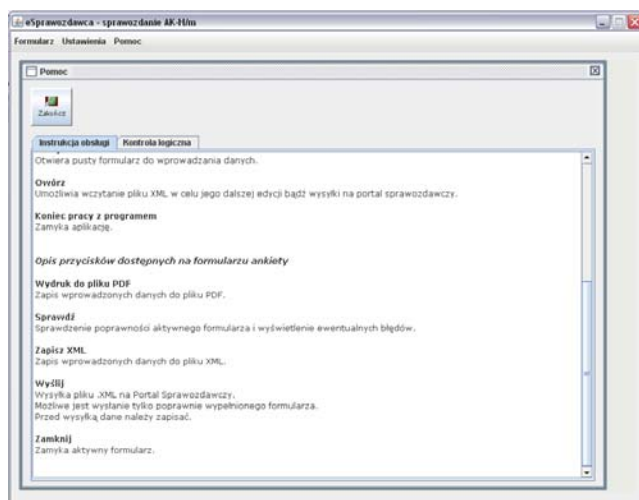 eSprawozdawca - sprawozdanie AK-H/m
Formularz Ustawienia Pomoc
Pomoc
Zakończ
Instrukcja obsługi Kontrola logiczna
Otwiera pusty formularz do wprowadzania danych.
Otwórz
Umożliwia wczytanie pliku XML w celu jego dalszej edycji bądź wysyłki na portal sprawozdawczy.
Koniec pracy z programem
Zamyka aplikację.
Opis przycisków dostępnych na formularzu ankiety
Wydruk do pliku PDF
Zapis wprowadzonych danych do pliku PDF.
Sprawdź
Sprawdzenie poprawności aktywnego formularza i wyświetlenie ewentualnych błędów.
Zapisz XML
Zapis wprowadzonych danych do pliku XML.
Wyślij
Wysyłka pliku .XML na Portal Sprawozdawczy.
Możliwe jest wysłanie tylko poprawnie wypełnionego formularza.
Przed wysyłką dane należy zapisać.
Zamknij
Zamyka aktywny formularz.